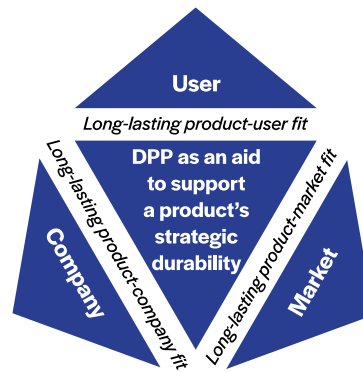 User
Long-lasting product-user fit
DPP as an aid
to support
a product's
strategic
durability
Company
Long-lasting product-company fit
Long-lasting product-market fit
Market